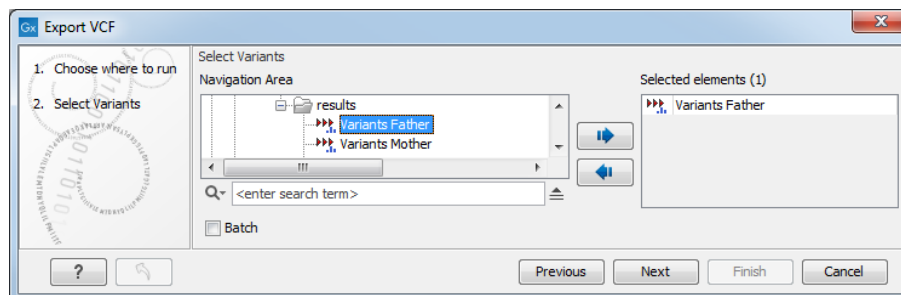 Gx Export VCF
1. Choose where to run
2. Select Variants
Select Variants
Navigation Area
results
Variants Father
Variants Mother
<enter search term>
Batch
Selected elements (1)
Variants Father
?
Previous
Next
Finish
Cancel